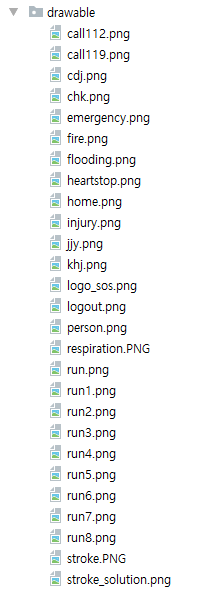 drawable
call112.png
call119.png
cdj.png
chk.png
emergency.png
fire.png
flooding.png
heartstop.png
home.png
injury.png
jjy.png
khj.png
logo_sos.png
logout.png
person.png
respiration.PNG
run.png
run1.png
run2.png
run3.png
run4.png
run5.png
run6.png
run7.png
run8.png
stroke.PNG
stroke_solution.png